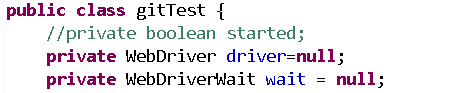 public class gitTest {
//private boolean started;
private WebDriver driver=null;
private WebDriverWait wait = null;